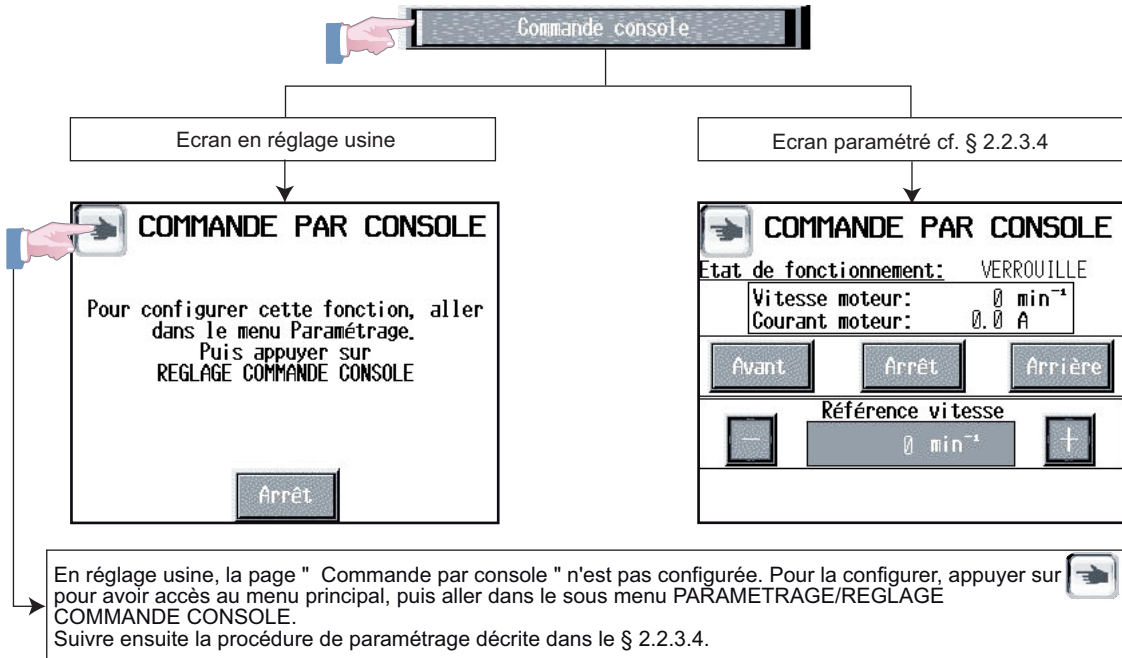 Commande console
Ecran en réglage usine
Ecran paramétré cf. § 2.2.3.4
COMMANDE PAR CONSOLE
Pour configurer cette fonction, aller
dans le menu Paramétrage.
Puis appuyer sur
REGLAGE COMMANDE CONSOLE
Arrêt
COMMANDE PAR CONSOLE
Etat de fonctionnement: VERROUILLE
Vitesse moteur: 0 min⁻¹
Courant moteur: 0.0 A
Avant Arrêt Arrière
Référence vitesse
- 0 min⁻¹ +
En réglage usine, la page " Commande par console " n'est pas configurée. Pour la configurer, appuyer sur
pour avoir accès au menu principal, puis aller dans le sous menu PARAMETRAGE/REGLAGE
COMMANDE CONSOLE.
Suivre ensuite la procédure de paramétrage décrite dans le § 2.2.3.4.